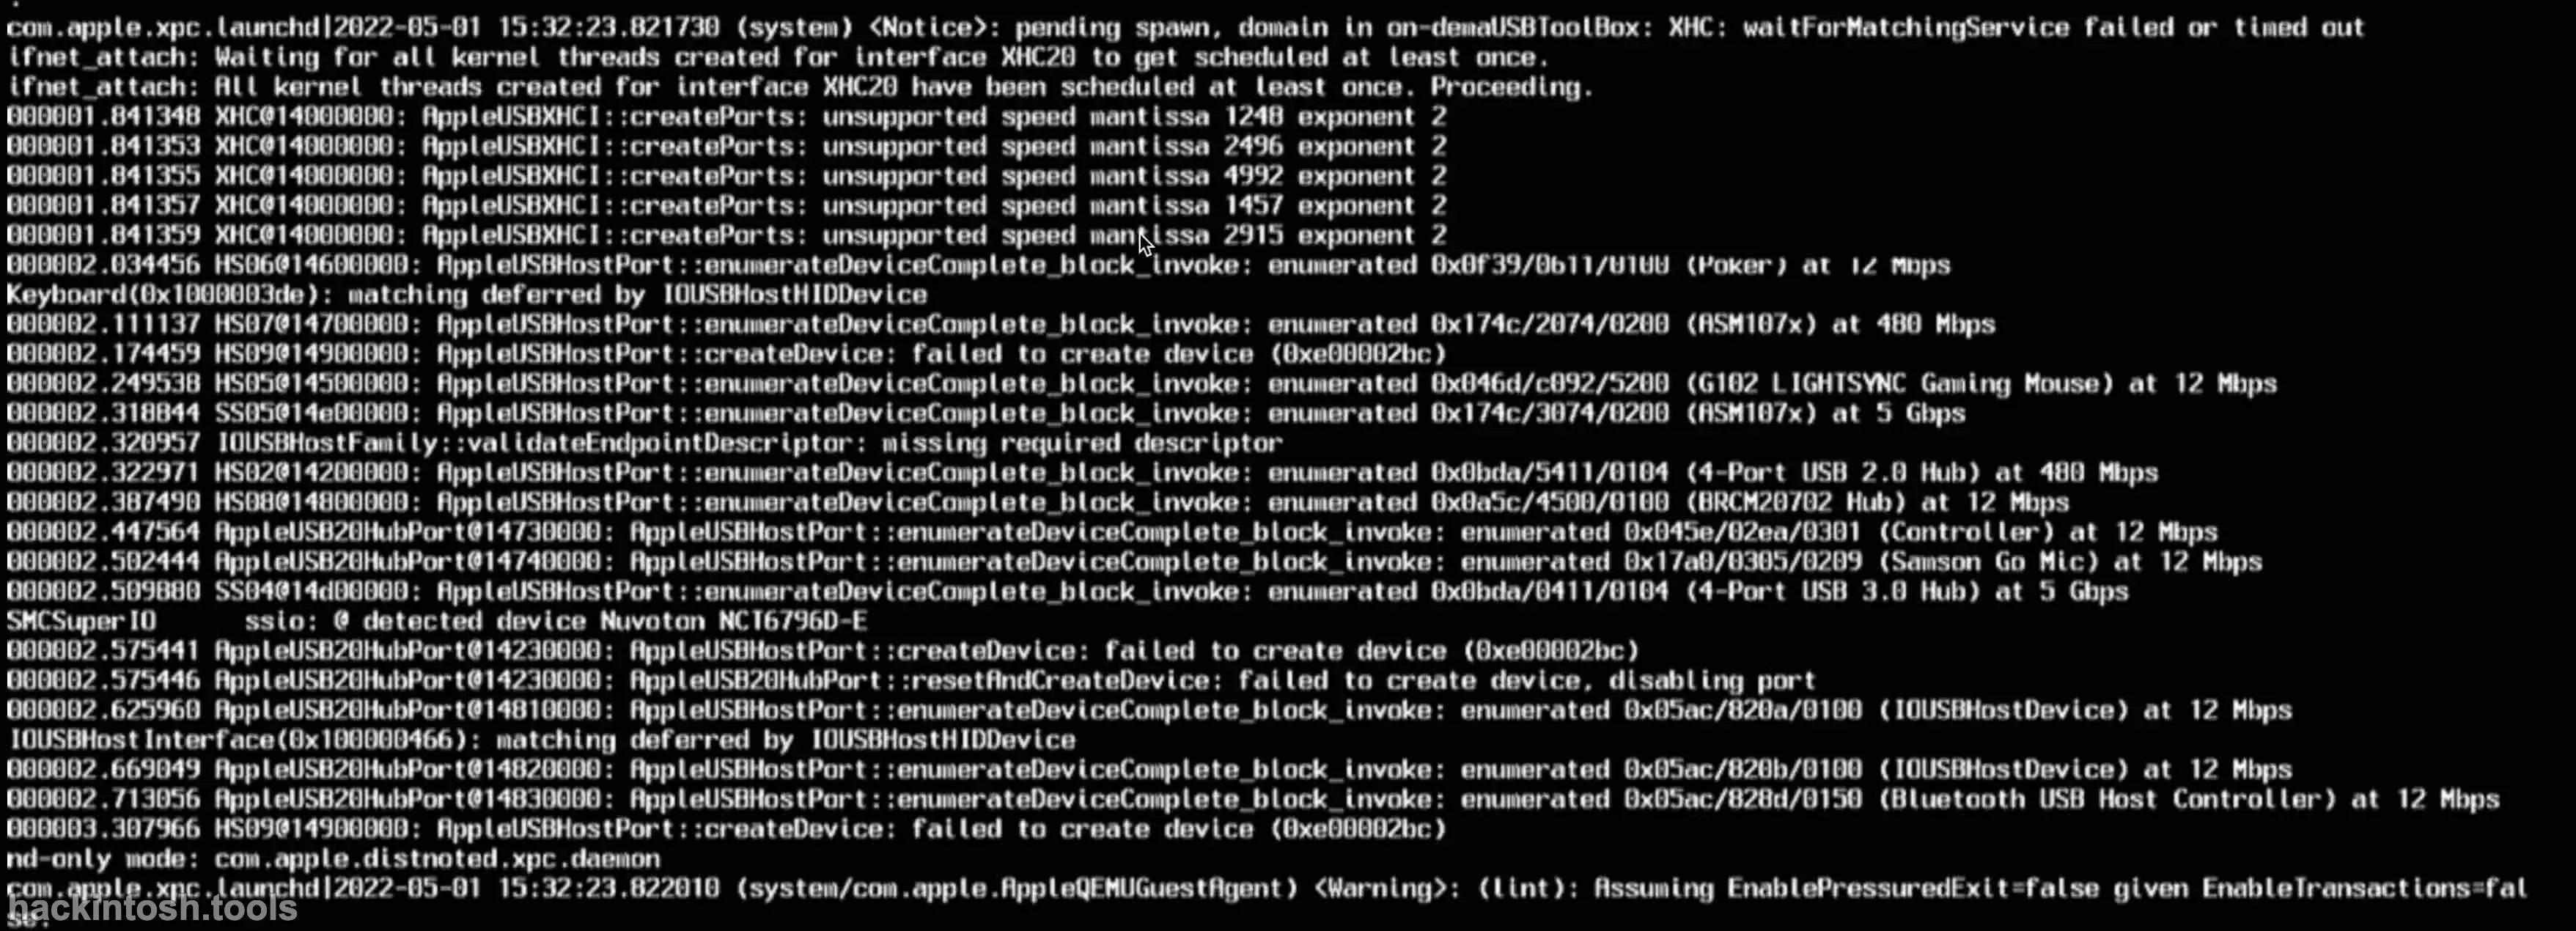 com.apple.xpc.launchd|2022-05-01 15:32:23.821730 (system) <Notice>: pending spawn, domain in on-demaUSBToolBox: XHC: waitForMatchingService failed or timed out
ifnet_attach: Waiting for all kernel threads created for interface XHC20 to get scheduled at least once.
ifnet_attach: All kernel threads created for interface XHC20 have been scheduled at least once. Proceeding.
000001.841348 XHC@14000000: AppleUSBXHCI::createPorts: unsupported speed mantissa 1248 exponent 2
000001.841353 XHC@14000000: AppleUSBXHCI::createPorts: unsupported speed mantissa 2496 exponent 2
000001.841355 XHC@14000000: AppleUSBXHCI::createPorts: unsupported speed mantissa 4992 exponent 2
000001.841357 XHC@14000000: AppleUSBXHCI::createPorts: unsupported speed mantissa 1457 exponent 2
000001.841359 XHC@14000000: AppleUSBXHCI::createPorts: unsupported speed mantissa 2915 exponent 2
000002.034456 HS06@14600000: AppleUSBHostPort::enumerateDeviceComplete_block_invoke: enumerated 0x0f39/0611/0100 (Poker) at 12 Mbps
Keyboard(0x1000003de): matching deferred by IOUSBHostHIDDevice
000002.111137 HS07@14700000: AppleUSBHostPort::enumerateDeviceComplete_block_invoke: enumerated 0x174c/2074/0200 (ASM107x) at 480 Mbps
000002.174459 HS09@14900000: AppleUSBHostPort::createDevice: failed to create device (0xe00002bc)
000002.249538 HS05@14500000: AppleUSBHostPort::enumerateDeviceComplete_block_invoke: enumerated 0x046d/c092/5200 (G102 LIGHTSYNC Gaming Mouse) at 12 Mbps
000002.318844 SS05@14e00000: AppleUSBHostPort::enumerateDeviceComplete_block_invoke: enumerated 0x174c/3074/0200 (ASM107x) at 5 Gbps
000002.320957 IOUSBHostFamily::validateEndpointDescriptor: missing required descriptor
000002.322971 HS02@14200000: AppleUSBHostPort::enumerateDeviceComplete_block_invoke: enumerated 0x0bda/5411/0104 (4-Port USB 2.0 Hub) at 480 Mbps
000002.387490 HS08@14800000: AppleUSBHostPort::enumerateDeviceComplete_block_invoke: enumerated 0x0a5c/4500/0100 (BRCM20702 Hub) at 12 Mbps
000002.447564 AppleUSB20HubPort@14730000: AppleUSBHostPort::enumerateDeviceComplete_block_invoke: enumerated 0x045e/02ea/0301 (Controller) at 12 Mbps
000002.502444 AppleUSB20HubPort@14740000: AppleUSBHostPort::enumerateDeviceComplete_block_invoke: enumerated 0x17a0/0305/0209 (Samson Go Mic) at 12 Mbps
000002.509880 SS04@14d00000: AppleUSBHostPort::enumerateDeviceComplete_block_invoke: enumerated 0x0bda/0411/0104 (4-Port USB 3.0 Hub) at 5 Gbps
SMCSuperIO ssio: @ detected device Nuvoton NCT6796D-E
000002.575441 AppleUSB20HubPort@14230000: AppleUSBHostPort::createDevice: failed to create device (0xe00002bc)
000002.575446 AppleUSB20HubPort@14230000: AppleUSB20HubPort::resetAndCreateDevice: failed to create device, disabling port
000002.625960 AppleUSB20HubPort@14810000: AppleUSBHostPort::enumerateDeviceComplete_block_invoke: enumerated 0x05ac/820a/0100 (IOUSBHostDevice) at 12 Mbps
IOUSBHostInterface(0x100000466): matching deferred by IOUSBHostHIDDevice
000002.669049 AppleUSB20HubPort@14820000: AppleUSBHostPort::enumerateDeviceComplete_block_invoke: enumerated 0x05ac/820b/0100 (IOUSBHostDevice) at 12 Mbps
000002.713056 AppleUSB20HubPort@14830000: AppleUSBHostPort::enumerateDeviceComplete_block_invoke: enumerated 0x05ac/828d/0150 (Bluetooth USB Host Controller) at 12 Mbps
000003.307966 HS09@14900000: AppleUSBHostPort::createDevice: failed to create device (0xe00002bc)
nd-only mode: com.apple.distnoted.xpc.daemon
com.apple.xpc.launchd|2022-05-01 15:32:23.822010 (system/com.apple.AppleQEMUGuestAgent) <Warning>: (lint): Assuming EnablePressuredExit=false given EnableTransactions=fal
se.
hackintosh.tools